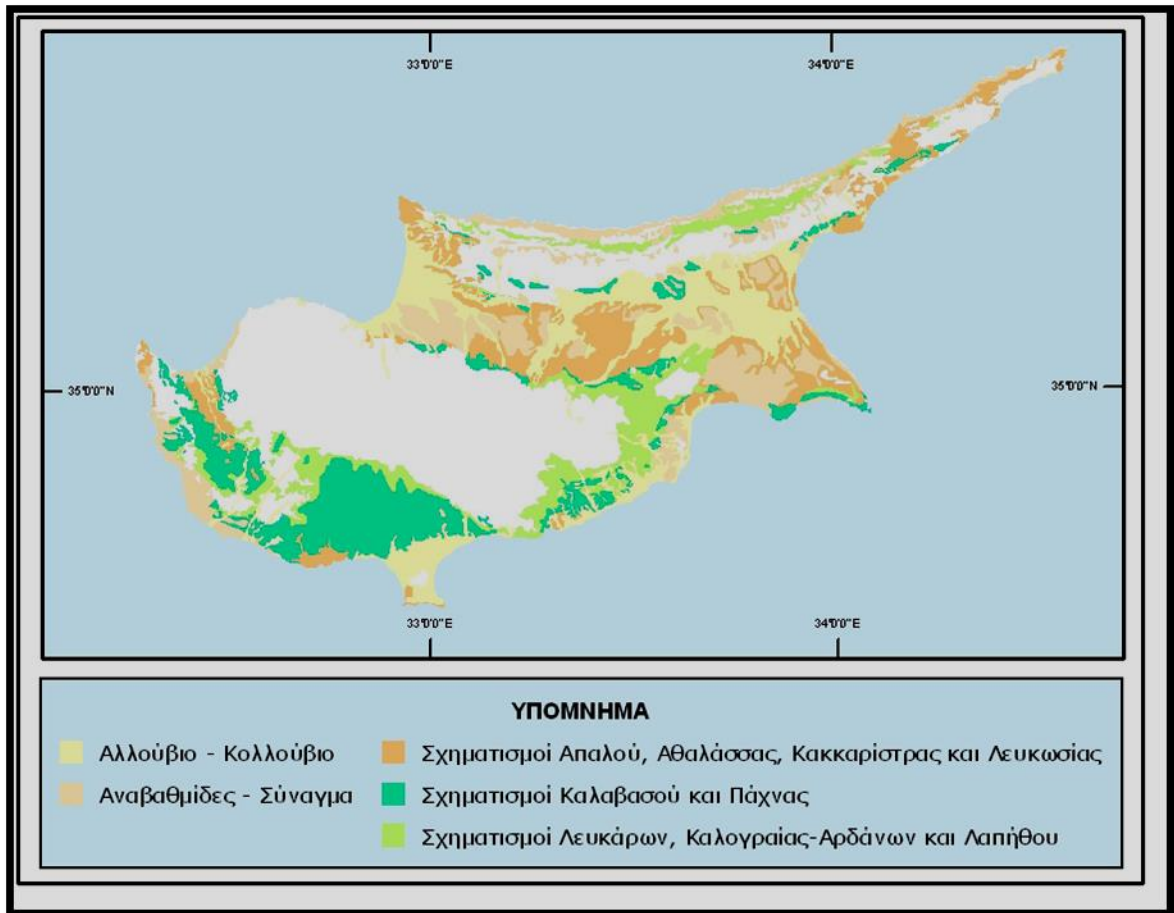 33°0'0"E 34°0'0"E
35°0'0"N 35°0'0"N
33°0'0"E 34°0'0"E
ΥΠΟΜΝΗΜΑ
Αλλούβιο - Κολλούβιο
Αναβαθμίδες - Σύναγμα
Σχηματισμοί Απαλού, Αθαλάσσας, Κακκαρίστρας και Λευκωσίας
Σχηματισμοί Καλαβασού και Πάχνας
Σχηματισμοί Λευκάρων, Καλογραίας-Αρδάνων και Λαπήθου